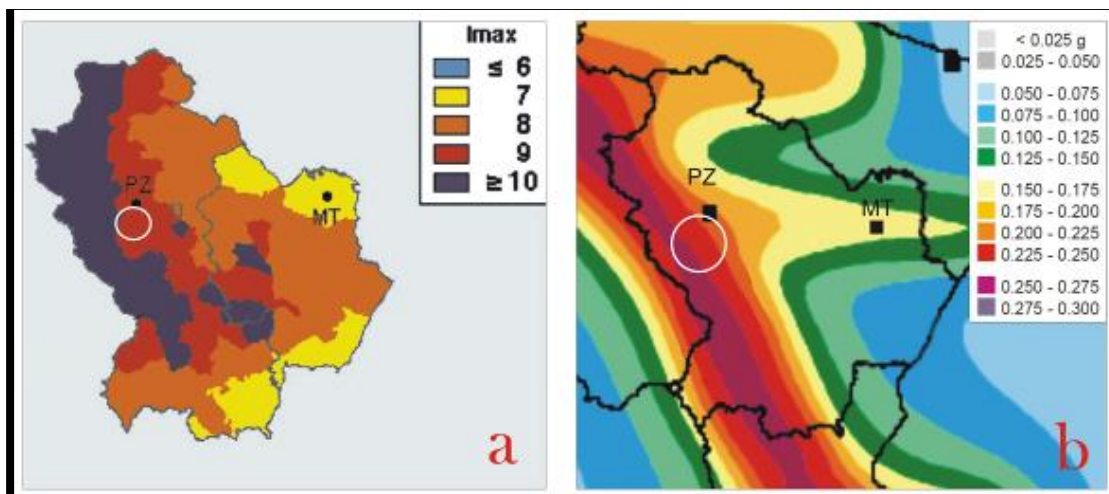 Imax
≤ 6
7
8
9
≥ 10
PZ
MT
a
< 0.025 g
0.025 - 0.050
0.050 - 0.075
0.075 - 0.100
0.100 - 0.125
0.125 - 0.150
0.150 - 0.175
0.175 - 0.200
0.200 - 0.225
0.225 - 0.250
0.250 - 0.275
0.275 - 0.300
PZ
MT
b